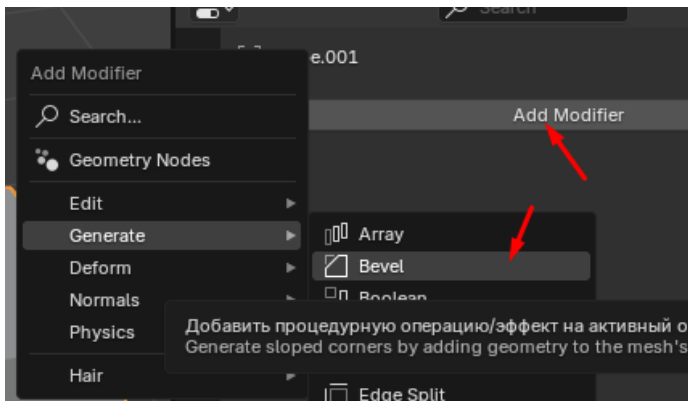 Search
e.001
Add Modifier
Add Modifier
Search...
Geometry Nodes
Edit
Generate
Deform
Normals
Physics
Hair
Array
Bevel
Boolean
Добавить процедурную операцию/эффект на активный о
Generate sloped corners by adding geometry to the mesh's
Edge Split